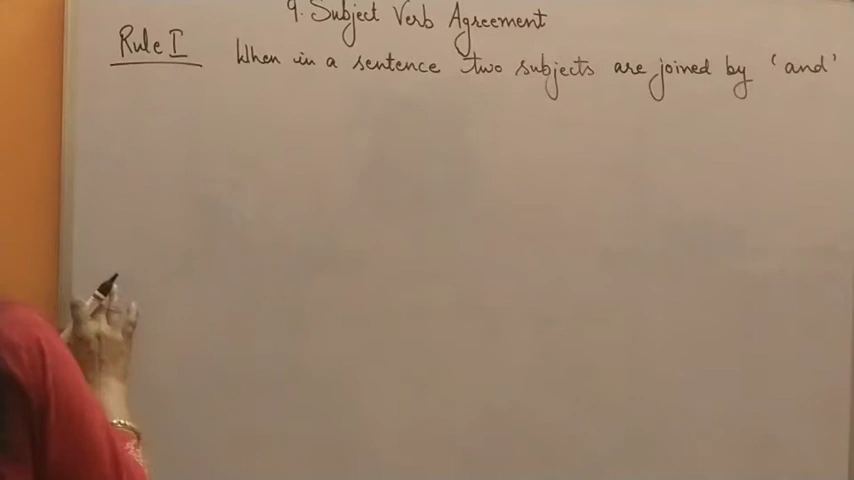 9. Subject Verb Agreement
Rule I When in a sentence two subjects are joined by 'and'